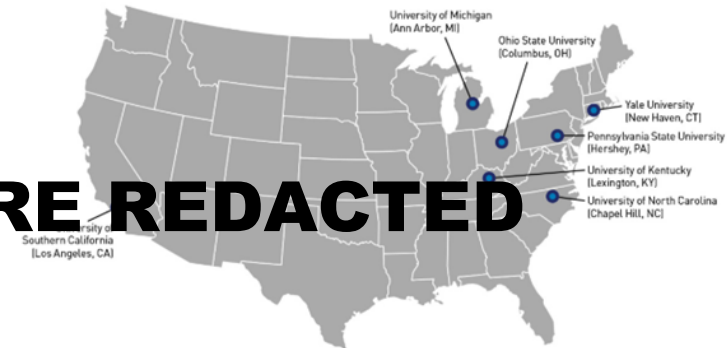 University of Michigan
(Ann Arbor, MI)
Ohio State University
(Columbus, OH)
Yale University
(New Haven, CT)
Pennsylvania State University
(Hershey, PA)
University of Kentucky
(Lexington, KY)
University of North Carolina
(Chapel Hill, NC)
RE REDACTED
Southern California
(Los Angeles, CA)